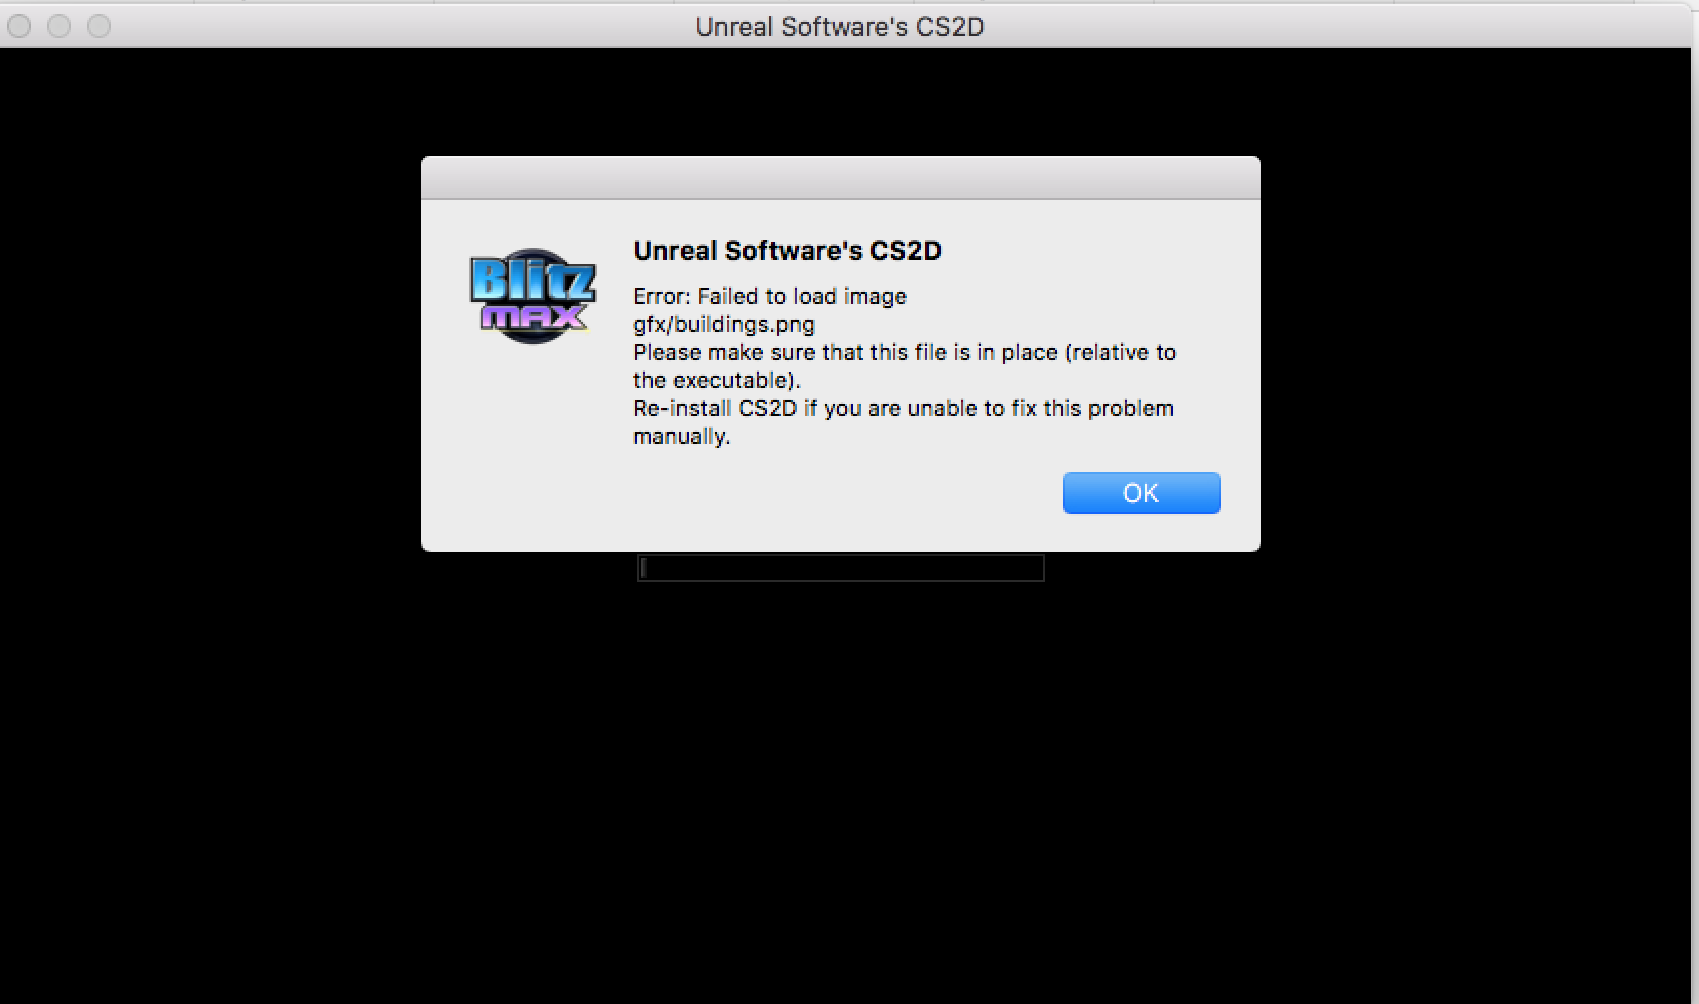 Unreal Software's CS2D
Blitz
max
Unreal Software's CS2D
Error: Failed to load image
gfx/buildings.png
Please make sure that this file is in place (relative to
the executable).
Re-install CS2D if you are unable to fix this problem
manually.
OK